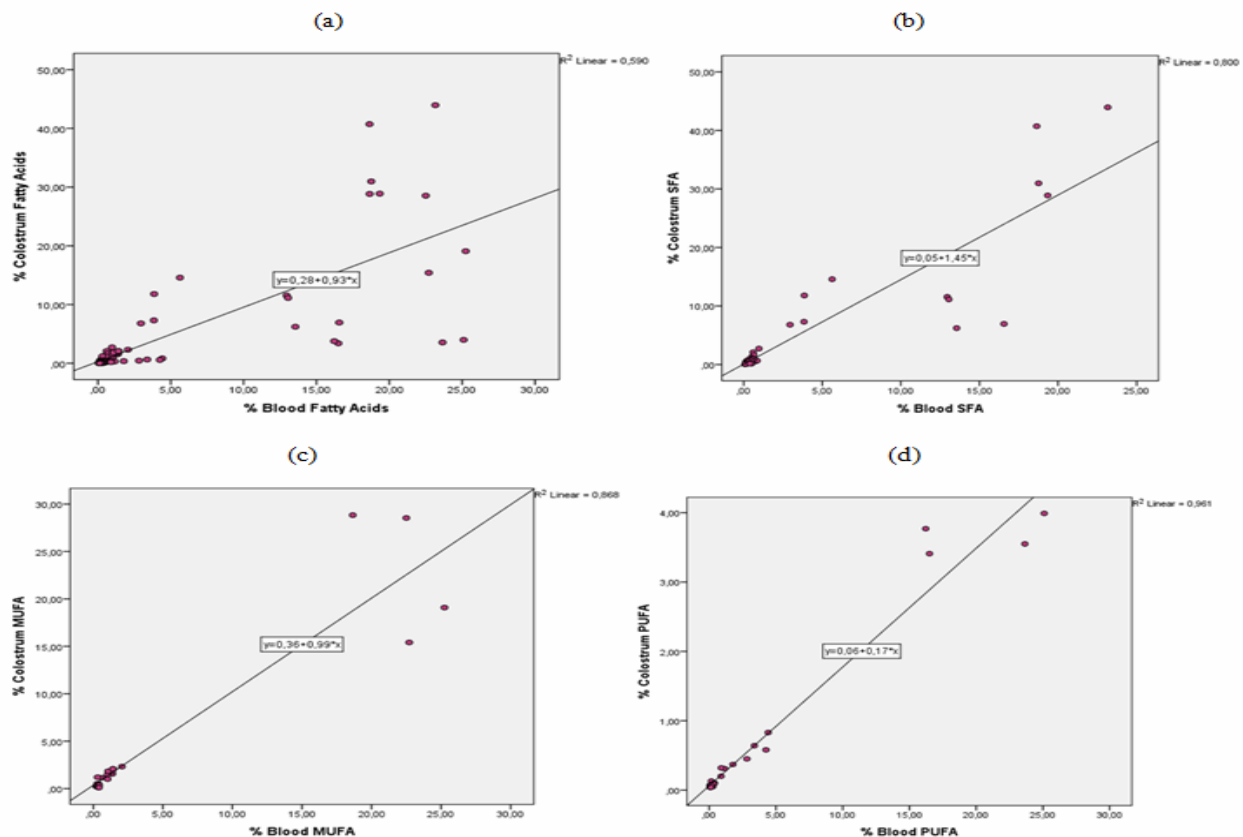 (a)
R² Linear = 0,590
50,00
40,00
30,00
20,00
10,00
,00
% Colostrum Fatty Acids
y=0,28+0,93*x
,00 5,00 10,00 15,00 20,00 25,00 30,00
% Blood Fatty Acids
(b)
R² Linear = 0,800
50,00
40,00
30,00
20,00
10,00
,00
% Colostrum SFA
y=0,05+1,45*x
,00 5,00 10,00 15,00 20,00 25,00
% Blood SFA
(c)
R² Linear = 0,868
30,00
25,00
20,00
15,00
10,00
5,00
,00
% Colostrum MUFA
y=0,36+0,99*x
,00 5,00 10,00 15,00 20,00 25,00 30,00
% Blood MUFA
(d)
R² Linear = 0,961
4,00
3,00
2,00
1,00
,00
% Colostrum PUFA
y=0,06+0,17*x
,00 5,00 10,00 15,00 20,00 25,00 30,00
% Blood PUFA